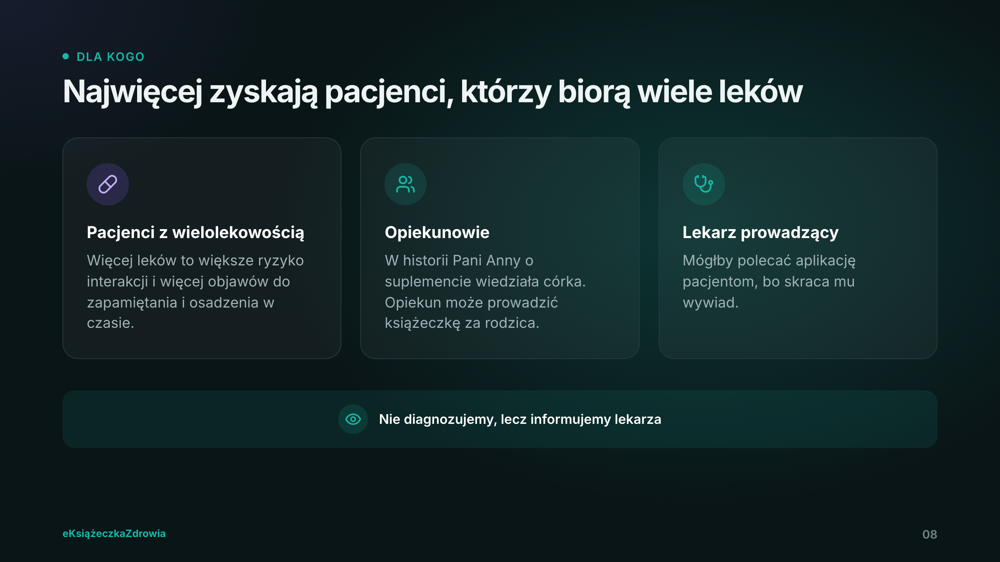 DLA KOGO
Najwięcej zyskają pacjenci, którzy biorą wiele leków
Pacjenci z wielolekowością
Więcej leków to większe ryzyko
interakcji i więcej objawów do
zapamiętania i osadzenia w
czasie.
Opiekunowie
W historii Pani Anny o
suplemencie wiedziała córka.
Opiekun może prowadzić
książeczkę za rodzica.
Lekarz prowadzący
Mógłby polecać aplikację
pacjentom, bo skraca mu
wywiad.
Nie diagnozujemy, lecz informujemy lekarza
eKsiążeczkaZdrowia
08